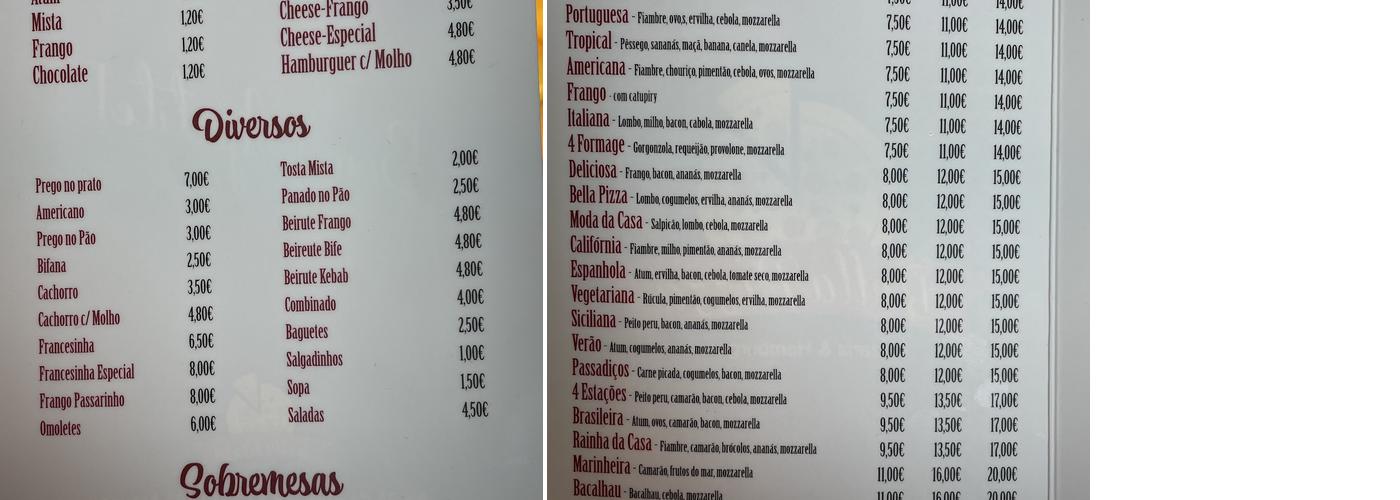 Mista 1,20€
Frango 1,20€
Chocolate 1,20€
Cheese-Frango 3,50€
Cheese-Especial 4,80€
Hamburguer c/ Molho 4,80€
Diversos
Prego no prato 7,00€
Americano 3,00€
Prego no Pão 3,00€
Bifana 2,50€
Cachorro 3,50€
Cachorro c/ Molho 4,80€
Francesinha 6,50€
Francesinha Especial 8,00€
Frango Passarinho 8,00€
Omoletes 6,00€
Tosta Mista 2,00€
Panado no Pão 2,50€
Beirute Frango 4,80€
Beireute Bife 4,80€
Beirute Kebab 4,80€
Combinado 4,00€
Baguetes 2,50€
Salgadinhos 1,00€
Sopa 1,50€
Saladas 4,50€
Sobremesas
Portuguesa - Fiambre, ovo,s, ervilha, cebola, mozzarella 7,50€ 11,00€ 14,00€
Tropical - Pêssego, sananás, maçã, banana, canela, mozzarella 7,50€ 11,00€ 14,00€
Americana - Fiambre, chouriço, pimentão, cebola, ovos, mozzarella 7,50€ 11,00€ 14,00€
Frango - com catupiry 7,50€ 11,00€ 14,00€
Italiana - Lombo, milho, bacon, cabola, mozzarella 7,50€ 11,00€ 14,00€
4 Formage - Gorgonzola, requeijão, provolone, mozzarella 7,50€ 11,00€ 14,00€
Deliciosa - Frango, bacon, ananás, mozzarella 8,00€ 12,00€ 15,00€
Bella Pizza - Lombo, cogumelos, ervilha, ananás, mozzarella 8,00€ 12,00€ 15,00€
Moda da Casa - Salpicão, lombo, cebola, mozzarella 8,00€ 12,00€ 15,00€
Califórnia - Fiambre, milho, pimentão, ananás, mozzarella 8,00€ 12,00€ 15,00€
Espanhola - Atum, ervilha, bacon, cebola, tomate seco, mozzarella 8,00€ 12,00€ 15,00€
Vegetariana - Rúcula, pimentão, cogumelos, ervilha, mozzarella 8,00€ 12,00€ 15,00€
Siciliana - Peito peru, bacon, ananás, mozzarella 8,00€ 12,00€ 15,00€
Verão - Atum, cogumelos, ananás, mozzarella 8,00€ 12,00€ 15,00€
Passadiços - Carne picada, cogumelos, bacon, mozzarella 8,00€ 12,00€ 15,00€
4 Estações - Peito peru, camarão, bacon, cebola, mozzarella 9,50€ 13,50€ 17,00€
Brasileira - Atum, ovos, camarão, bacon, mozzarella 9,50€ 13,50€ 17,00€
Rainha da Casa - Fiambre, camarão, brócolos, ananás, mozzarella 9,50€ 13,50€ 17,00€
Marinheira - Camarão, frutos do mar, mozzarella 11,00€ 16,00€ 20,00€
Bacalhau - Bacalhau, cebola, mozzarella 11,00€ 16,00€ 20,00€